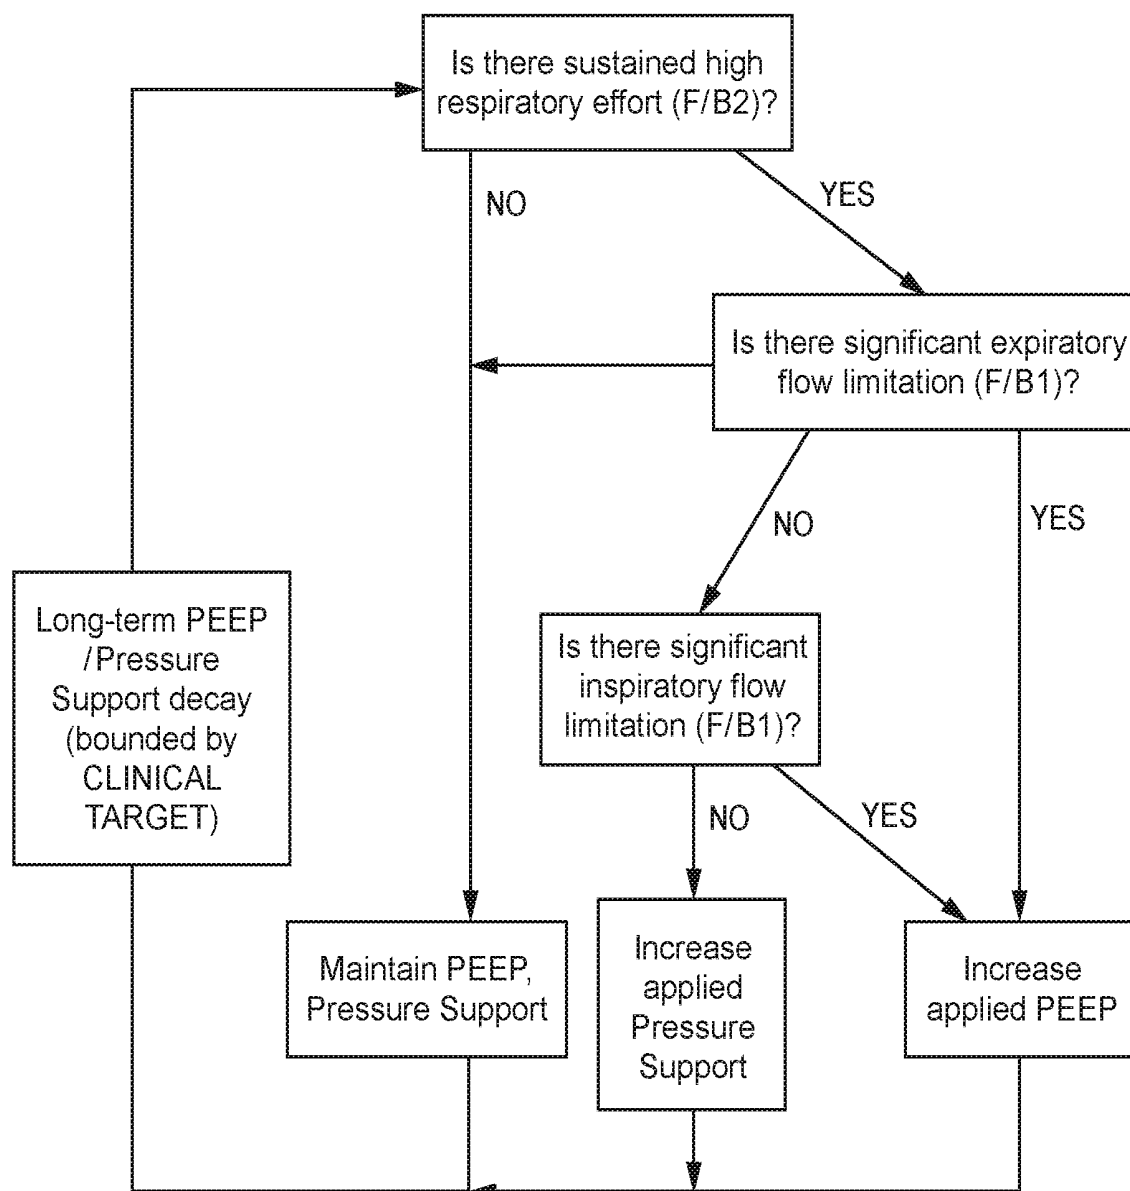 Is there sustained high
respiratory effort (F/B2)?
NO
YES
Is there significant expiratory
flow limitation (F/B1)?
NO
YES
Long-term PEEP
/Pressure
Support decay
(bounded by
CLINICAL
TARGET)
Is there significant
inspiratory flow
limitation (F/B1)?
NO
YES
Maintain PEEP,
Pressure Support
Increase
applied
Pressure
Support
Increase
applied PEEP